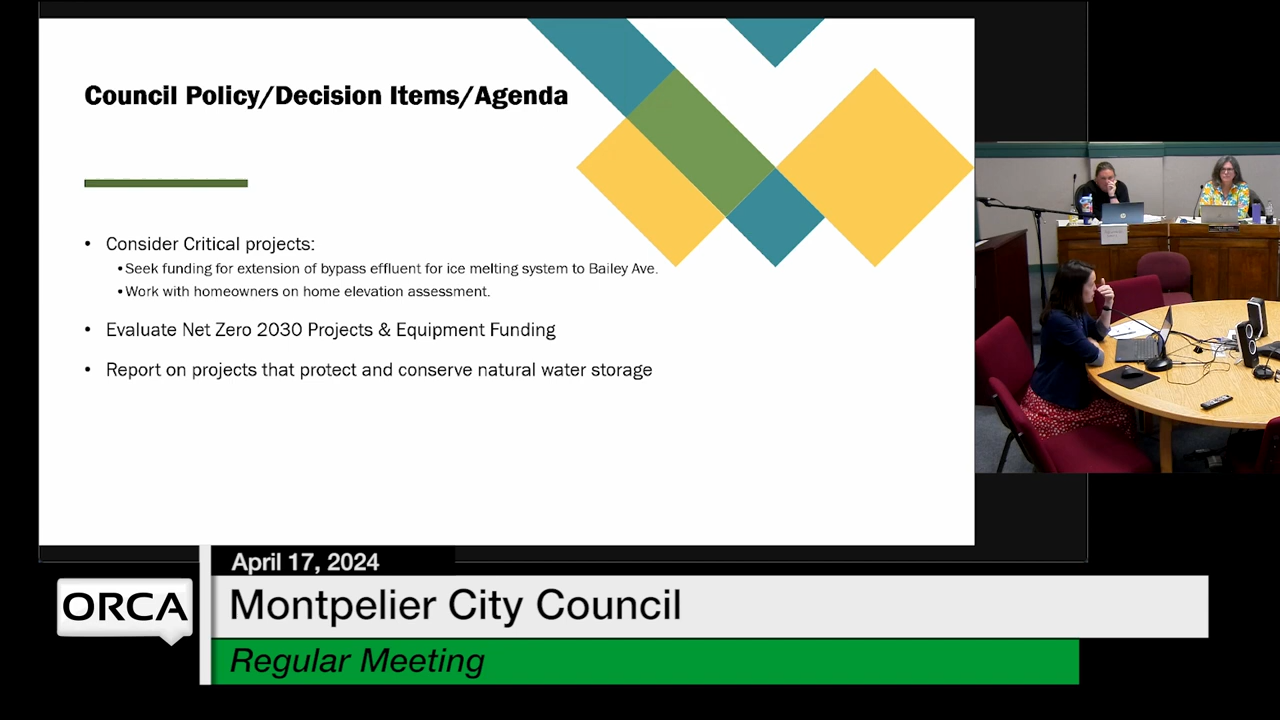 Council Policy/Decision Items/Agenda
• Consider Critical projects:
•Seek funding for extension of bypass effluent for ice melting system to Bailey Ave.
•Work with homeowners on home elevation assessment.
• Evaluate Net Zero 2030 Projects & Equipment Funding
• Report on projects that protect and conserve natural water storage
April 17, 2024
ORCA
Montpelier City Council
Regular Meeting